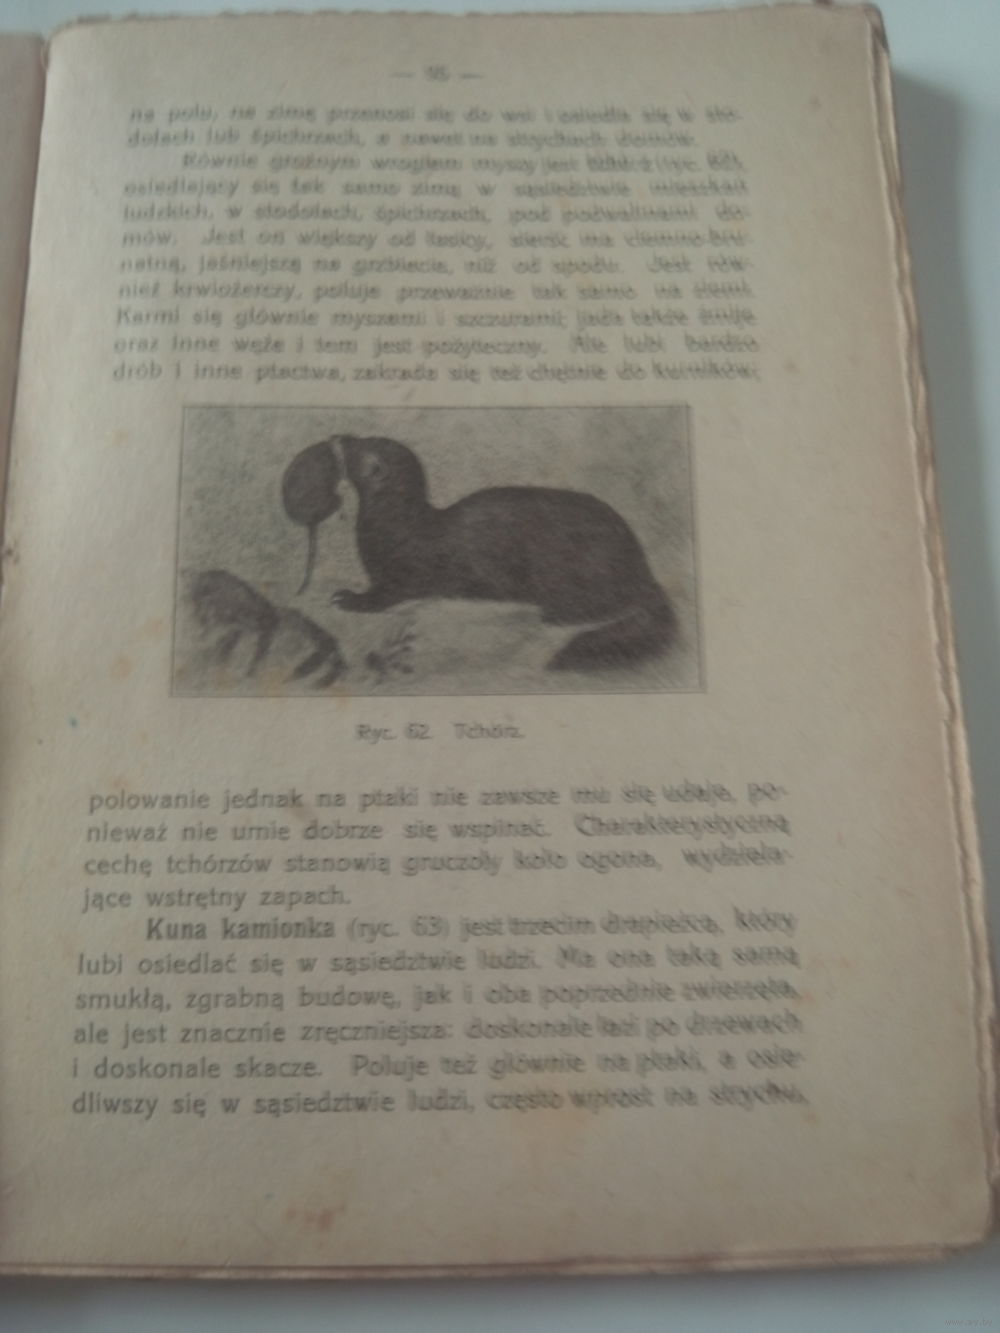 na polu, na zimę przenosi się do wsi i osiedla się w sto-
dołach lub śpichrzach, a nawet na strychach domów.
Równie groźnym wrogiem myszy jest tchórz (ryc. 62),
osiedlający się tak samo zimą w sąsiedztwie mieszkań
ludzkich, w stodołach, śpichrzach, pod podwalinami do-
mów. Jest on większy od łasicy, sierść ma ciemno-bru-
natną, jaśniejszą na grzbiecie, niż od spodu. Jest rów-
nież krwiożerczy, poluje przeważnie tak samo na ziemi.
Karmi się głównie myszami i szczurami; jada także żmije
oraz inne węże i tem jest pożyteczny. Ale lubi bardzo
drób i inne ptactwo, zakrada się też chętnie do kurników;
Ryc. 62. Tchórz.
polowanie jednak na ptaki nie zawsze mu się udaje, po-
nieważ nie umie dobrze się wspinać. Charakterystyczną
cechę tchórzów stanowią gruczoły koło ogona, wydziela-
jące wstrętny zapach.
Kuna kamionka (ryc. 63) jest trzecim drapieżcą, który
lubi osiedlać się w sąsiedztwie ludzi. Ma ona taką samą
smukłą, zgrabną budowę, jak i oba poprzednie zwierzęta,
ale jest znacznie zręczniejsza: doskonale łazi po drzewach
i doskonale skacze. Poluje też głównie na ptaki, a osie-
dliwszy się w sąsiedztwie ludzi, często wprost na strychu,